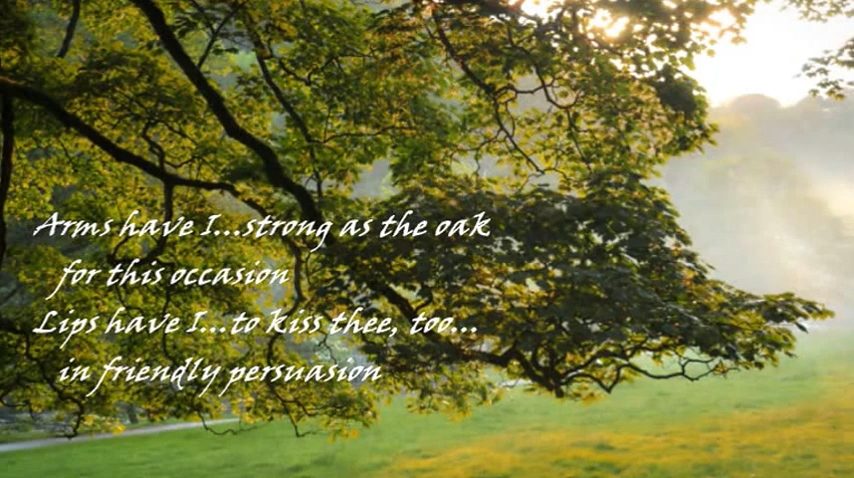 Arms have I...strong as the oak
for this occasion
Lips have I...to kiss thee, too...
in friendly persuasion